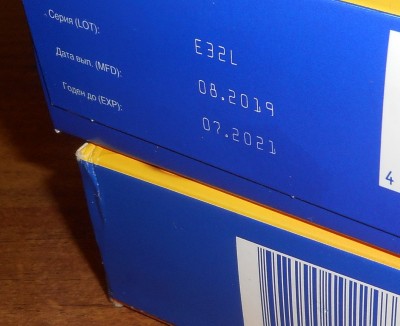 Серия (LOT): E32L
Дата вып. (MFD): 08.2019
Годен до (EXP): 07.2021
4